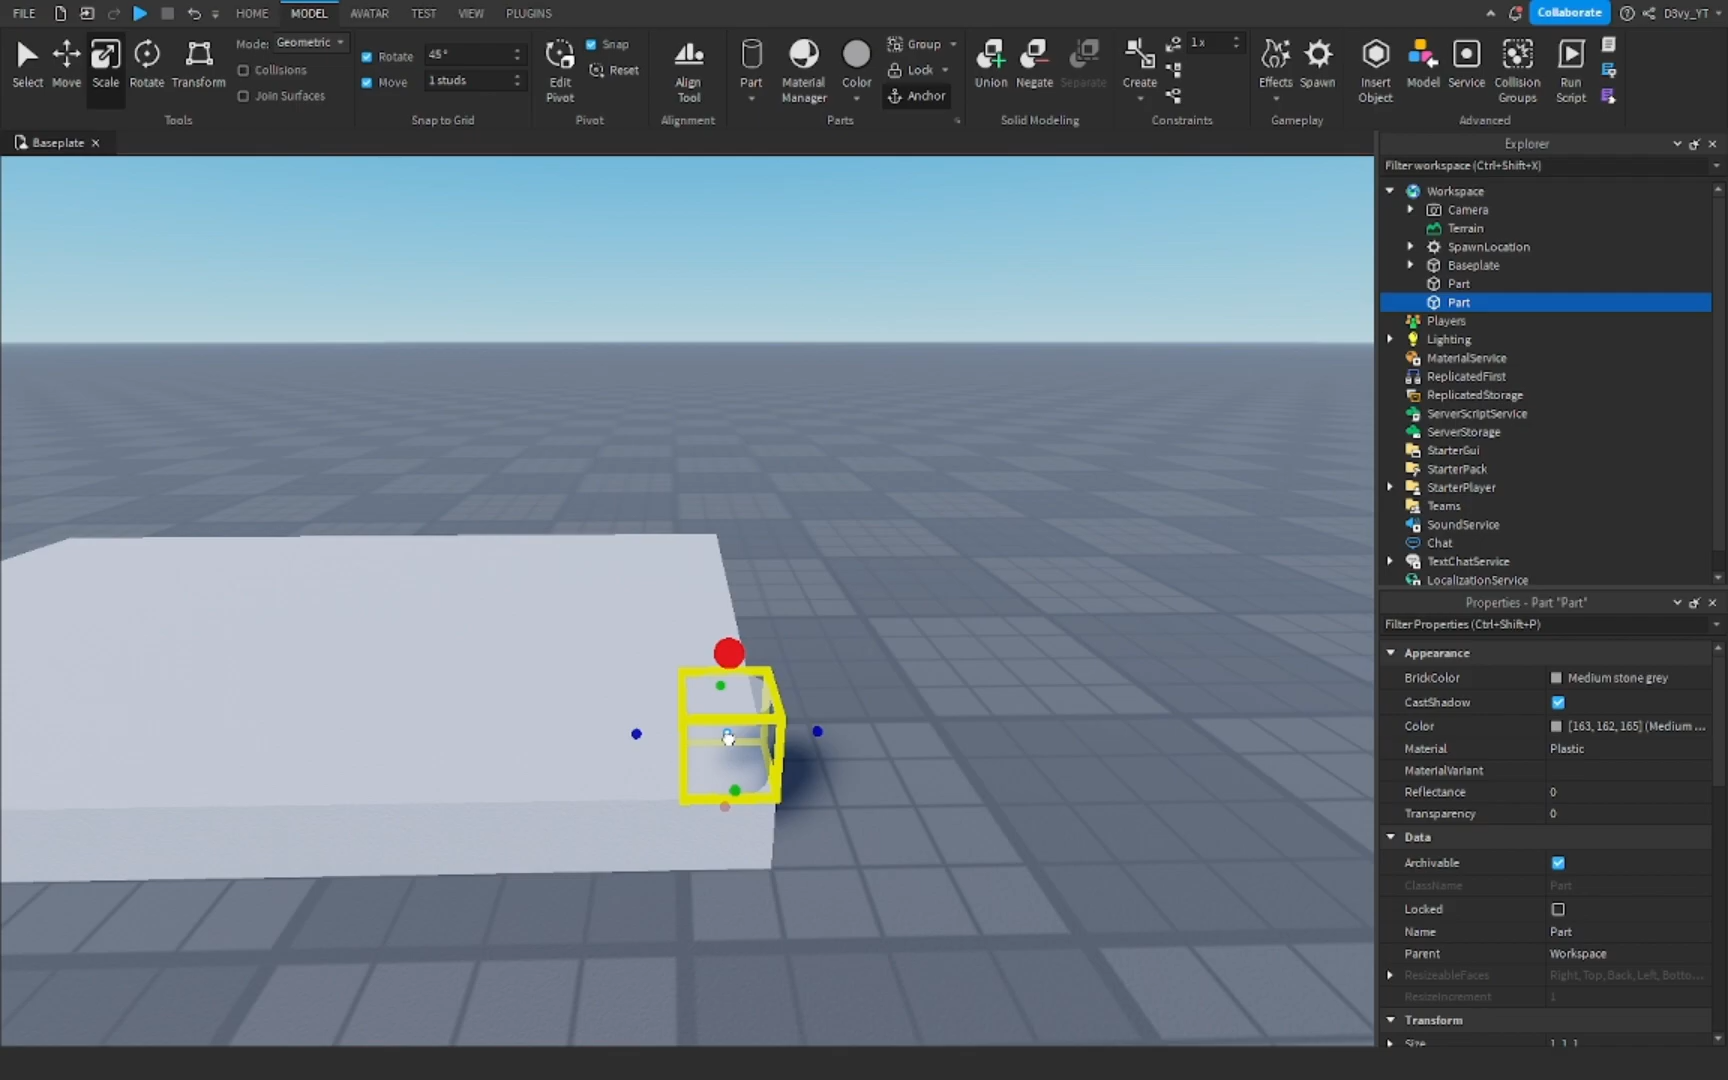 FILE HOME MODEL AVATAR TEST VIEW PLUGINS Collaborate D3vy_YT
Select Move Scale Rotate Transform
Mode: Geometric
Collisions
Join Surfaces
Tools
Rotate 45°
Move 1 studs
Snap to Grid
Edit Pivot
Snap
Reset
Pivot
Align Tool
Alignment
Part
Material Manager
Color
Group
Lock
Anchor
Parts
Union Negate Separate
Solid Modeling
Create
1x
Constraints
Effects Spawn
Gameplay
Insert Object
Model
Service
Collision Groups
Run Script
Advanced
Baseplate
Explorer
Filter workspace (Ctrl+Shift+X)
Workspace
Camera
Terrain
SpawnLocation
Baseplate
Part
Part
Players
Lighting
MaterialService
ReplicatedFirst
ReplicatedStorage
ServerScriptService
ServerStorage
StarterGui
StarterPack
StarterPlayer
Teams
SoundService
Chat
TextChatService
LocalizationService
Properties - Part "Part"
Filter Properties (Ctrl+Shift+P)
Appearance
BrickColor Medium stone grey
CastShadow
Color [163, 162, 165] (Medium ...
Material Plastic
MaterialVariant
Reflectance 0
Transparency 0
Data
Archivable
ClassName Part
Locked
Name Part
Parent Workspace
ResizeableFaces Right, Top, Back, Left, Botto...
ResizeIncrement 1
Transform
Size 1, 1, 1